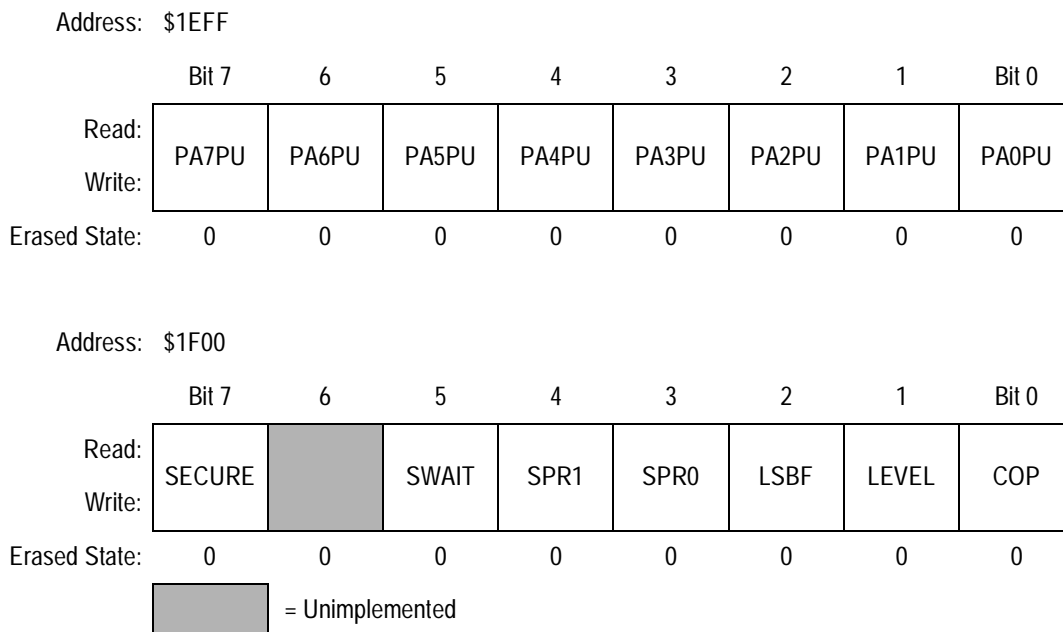 Address: $1EFF
Bit 7 6 5 4 3 2 1 Bit 0
Read:
PA7PU PA6PU PA5PU PA4PU PA3PU PA2PU PA1PU PA0PU
Write:
Erased State: 0 0 0 0 0 0 0 0
Address: $1F00
Bit 7 6 5 4 3 2 1 Bit 0
Read:
SECURE SWAIT SPR1 SPR0 LSBF LEVEL COP
Write:
Erased State: 0 0 0 0 0 0 0 0
= Unimplemented